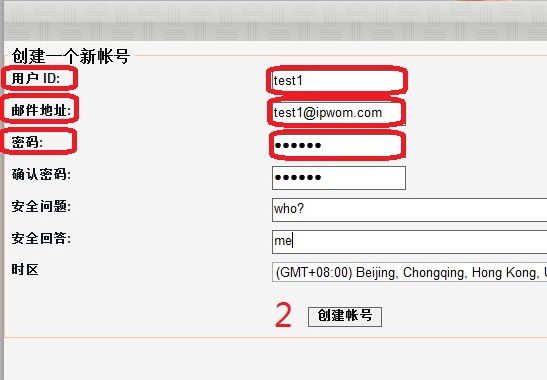 创建一个新帐号
用户 ID: test1
邮件地址: test1@ipwom.com
密码: ●●●●●●
确认密码: ●●●●●●
安全问题: who?
安全回答: me
时区 (GMT+08:00) Beijing, Chongqing, Hong Kong,
2 创建帐号